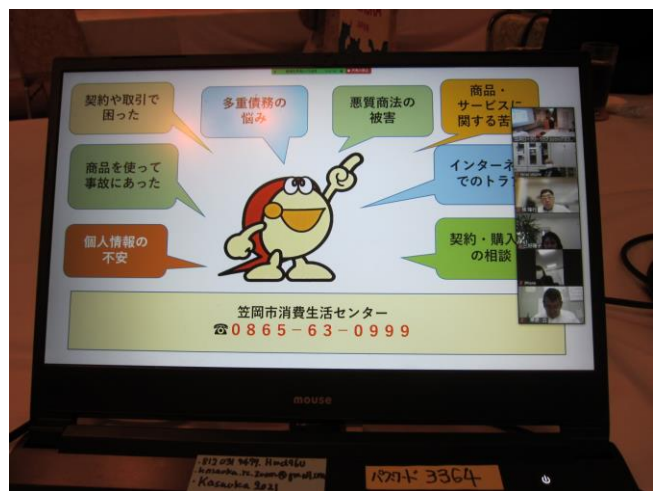 契約や取引で
困った
多重債務の
悩み
悪質商法の
被害
商品・
サービスに
関する苦
商品を使って
事故にあった
インターネ
でのトラ
個人情報の
不安
契約・購入
の相談
笠岡市消費生活センター
☎0865-63-0999
mouse
Kasaoka 2021
パスワード 3364